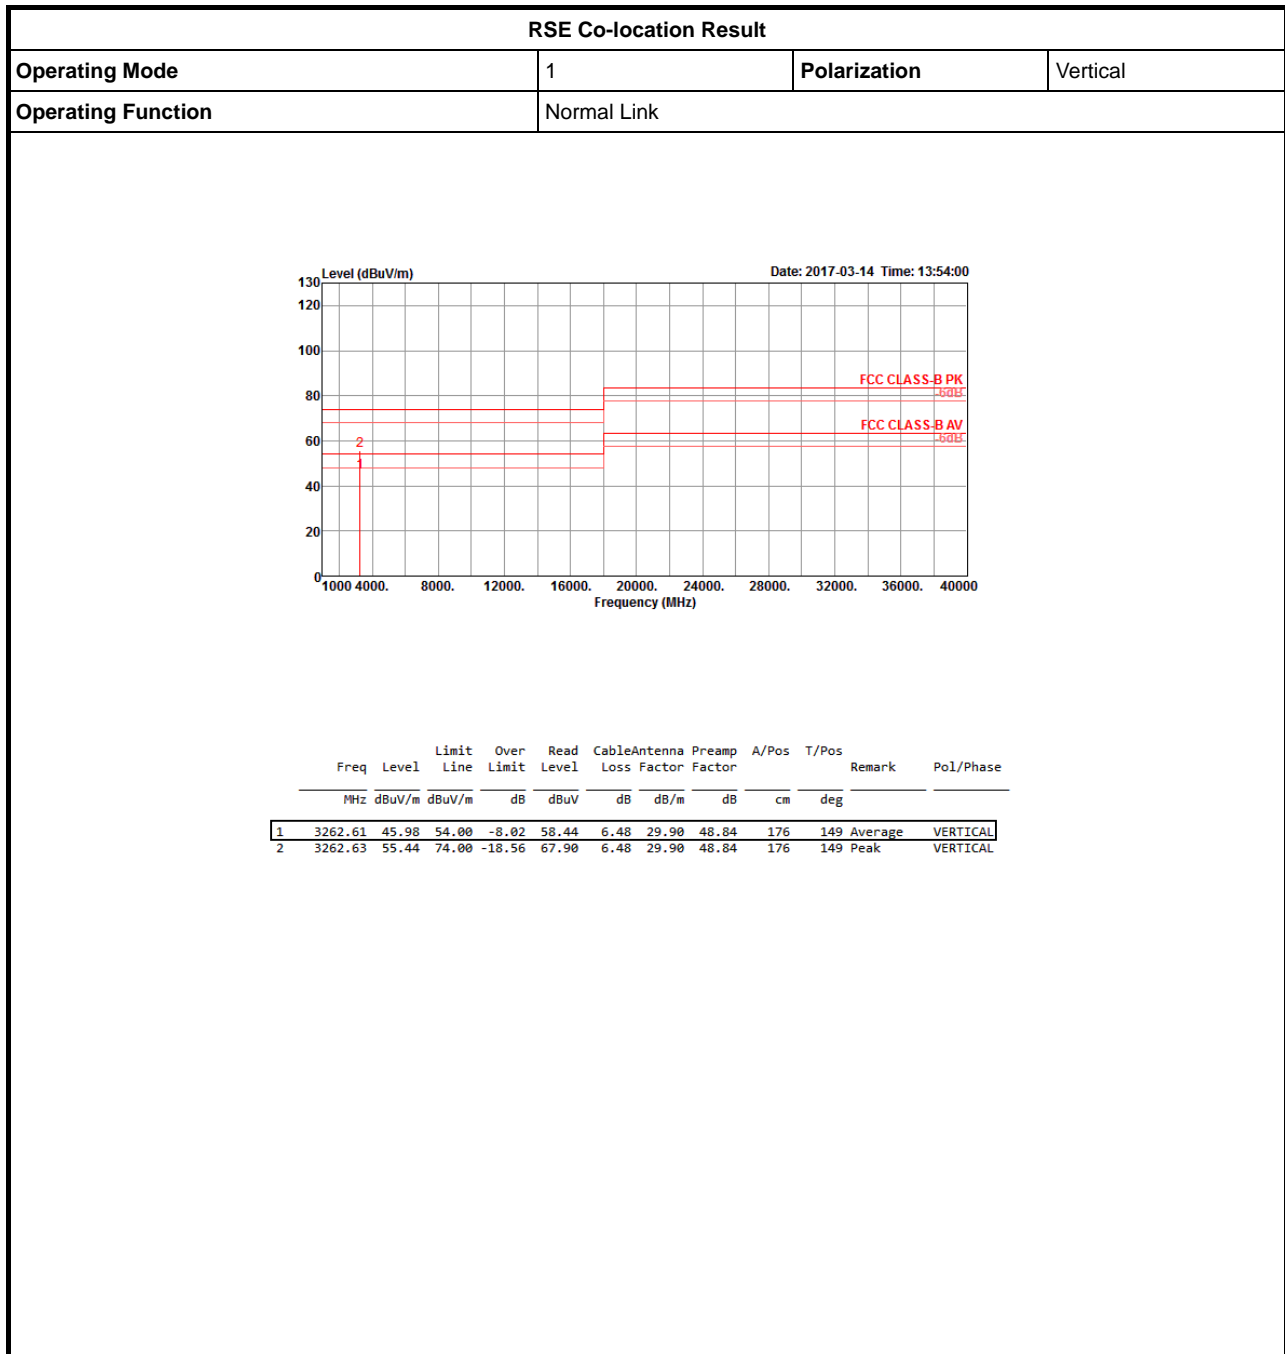 RSE Co-location Result
Operating Mode 1 Polarization Vertical
Operating Function Normal Link
Level (dBuV/m) Date: 2017-03-14 Time: 13:54:00
130
120
100
FCC CLASS-B PK
80 -6dB
FCC CLASS-B AV
60 2 -6dB
1
40
20
0
1000 4000. 8000. 12000. 16000. 20000. 24000. 28000. 32000. 36000. 40000
Frequency (MHz)
Limit Over Read CableAntenna Preamp A/Pos T/Pos
Freq Level Line Limit Level Loss Factor Factor Remark Pol/Phase
MHz dBuV/m dBuV/m dB dBuV dB dB/m dB cm deg
1 3262.61 45.98 54.00 -8.02 58.44 6.48 29.90 48.84 176 149 Average VERTICAL
2 3262.63 55.44 74.00 -18.56 67.90 6.48 29.90 48.84 176 149 Peak VERTICAL